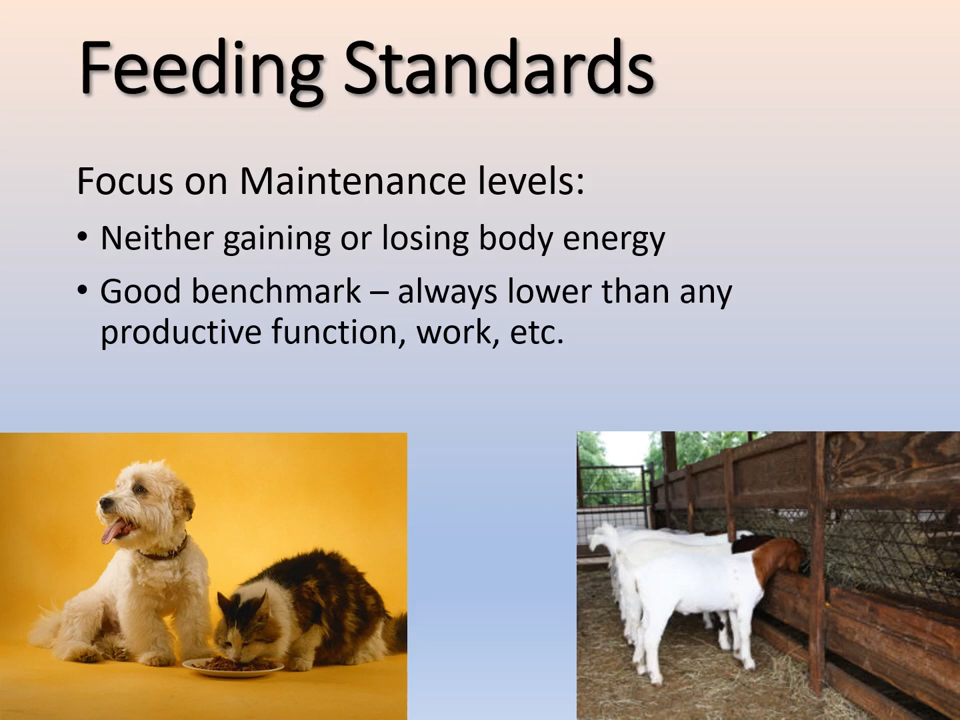 Feeding Standards
Focus on Maintenance levels:
• Neither gaining or losing body energy
• Good benchmark – always lower than any
productive function, work, etc.